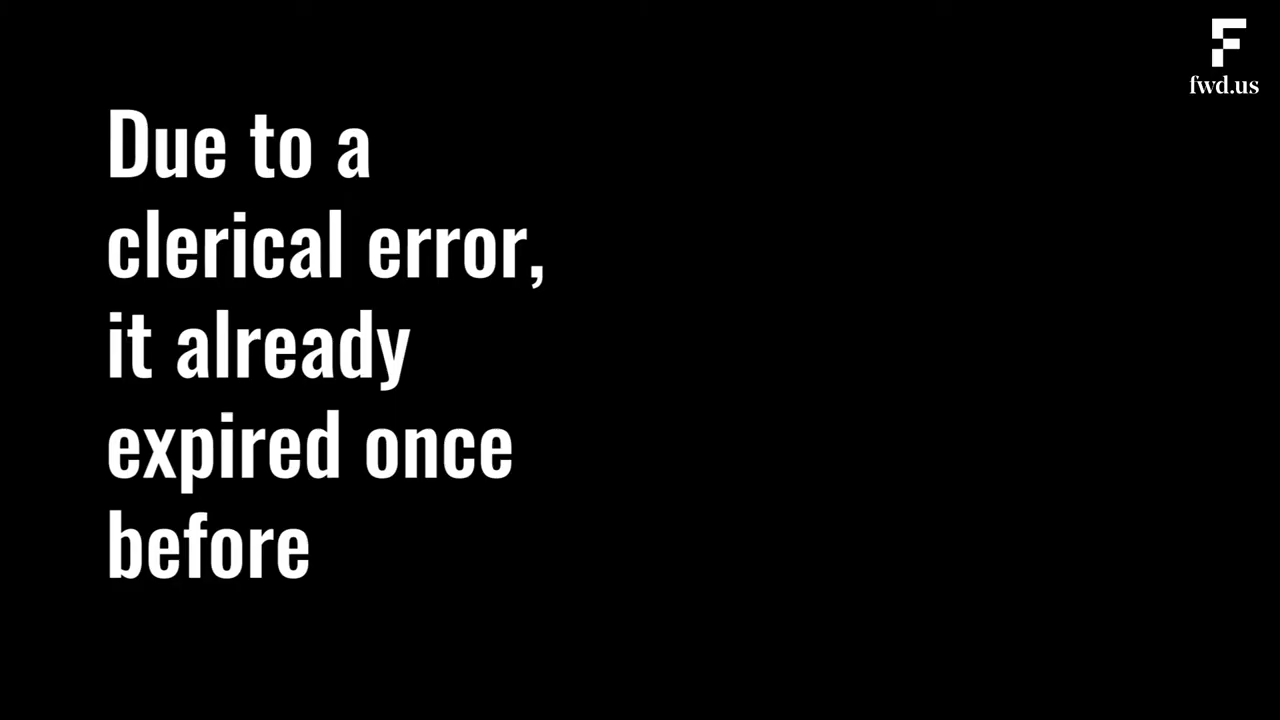 fwd.us
Due to a
clerical error,
it already
expired once
before